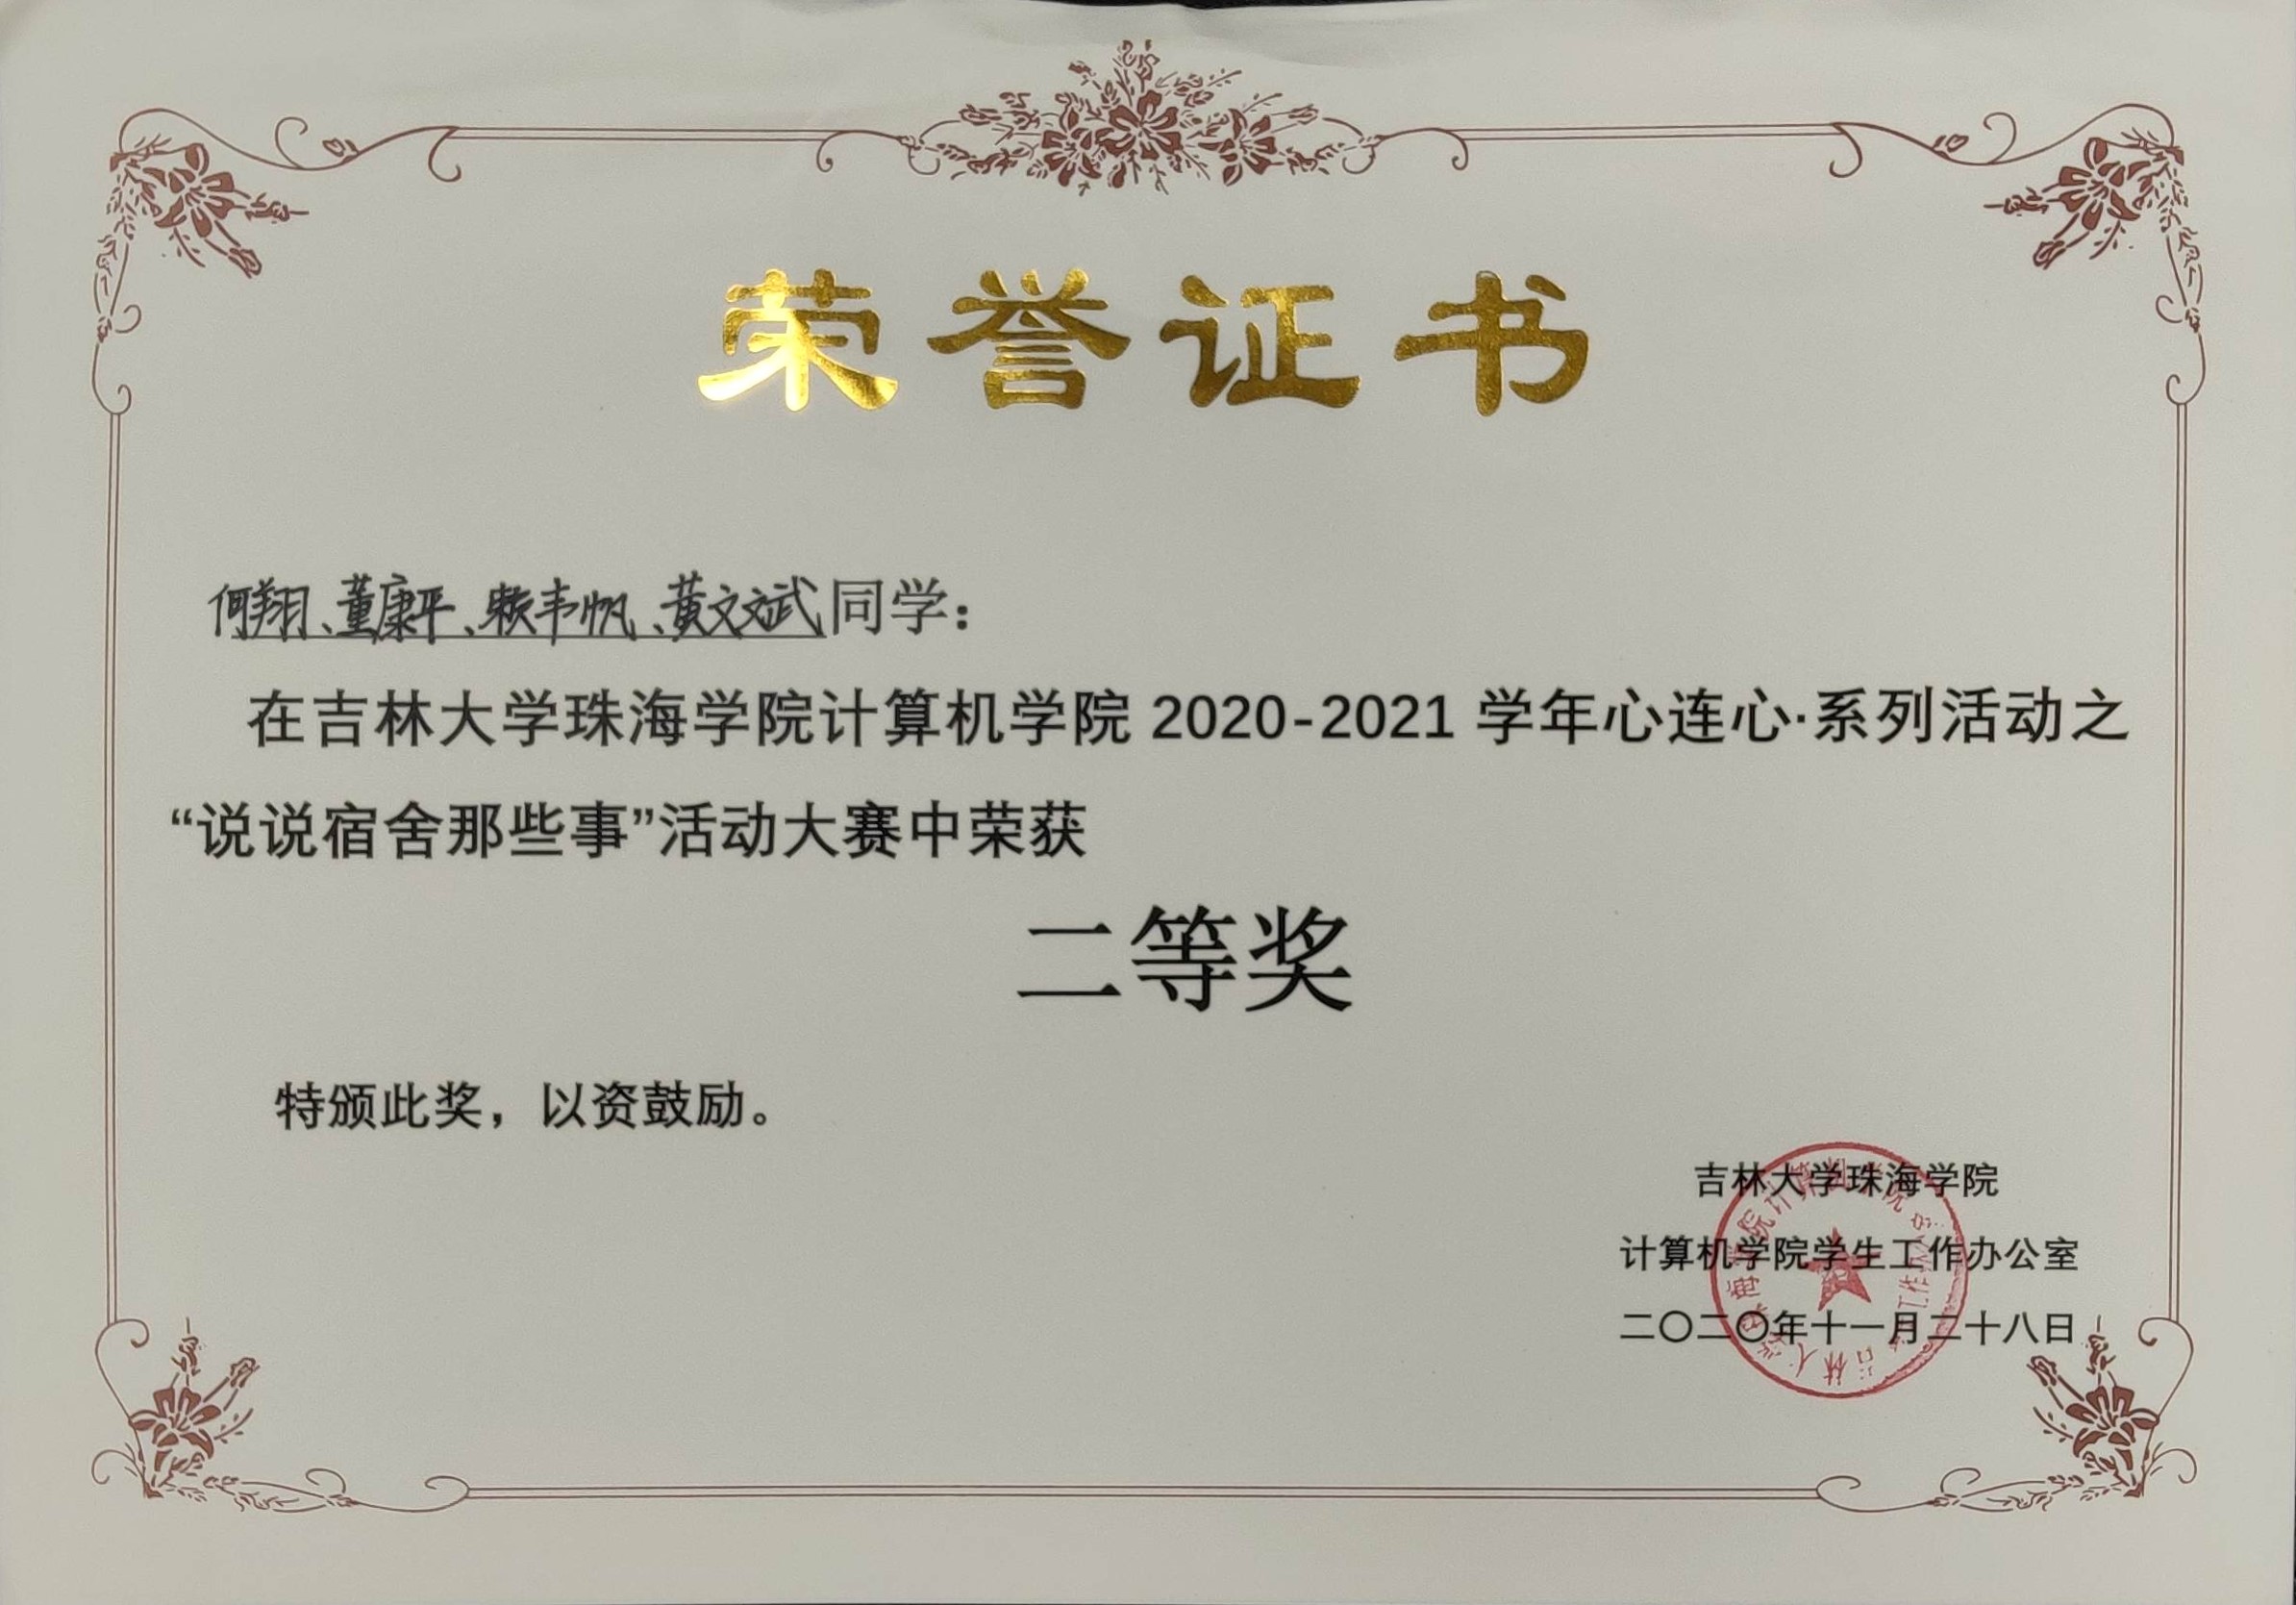 荣誉证书
何翔、董康平、赖韦帆、黄文斌同学：
在吉林大学珠海学院计算机学院 2020-2021 学年心连心·系列活动之
“说说宿舍那些事”活动大赛中荣获
二等奖
特颁此奖，以资鼓励。
吉林大学珠海学院
计算机学院学生工作办公室
二〇二〇年十一月二十八日